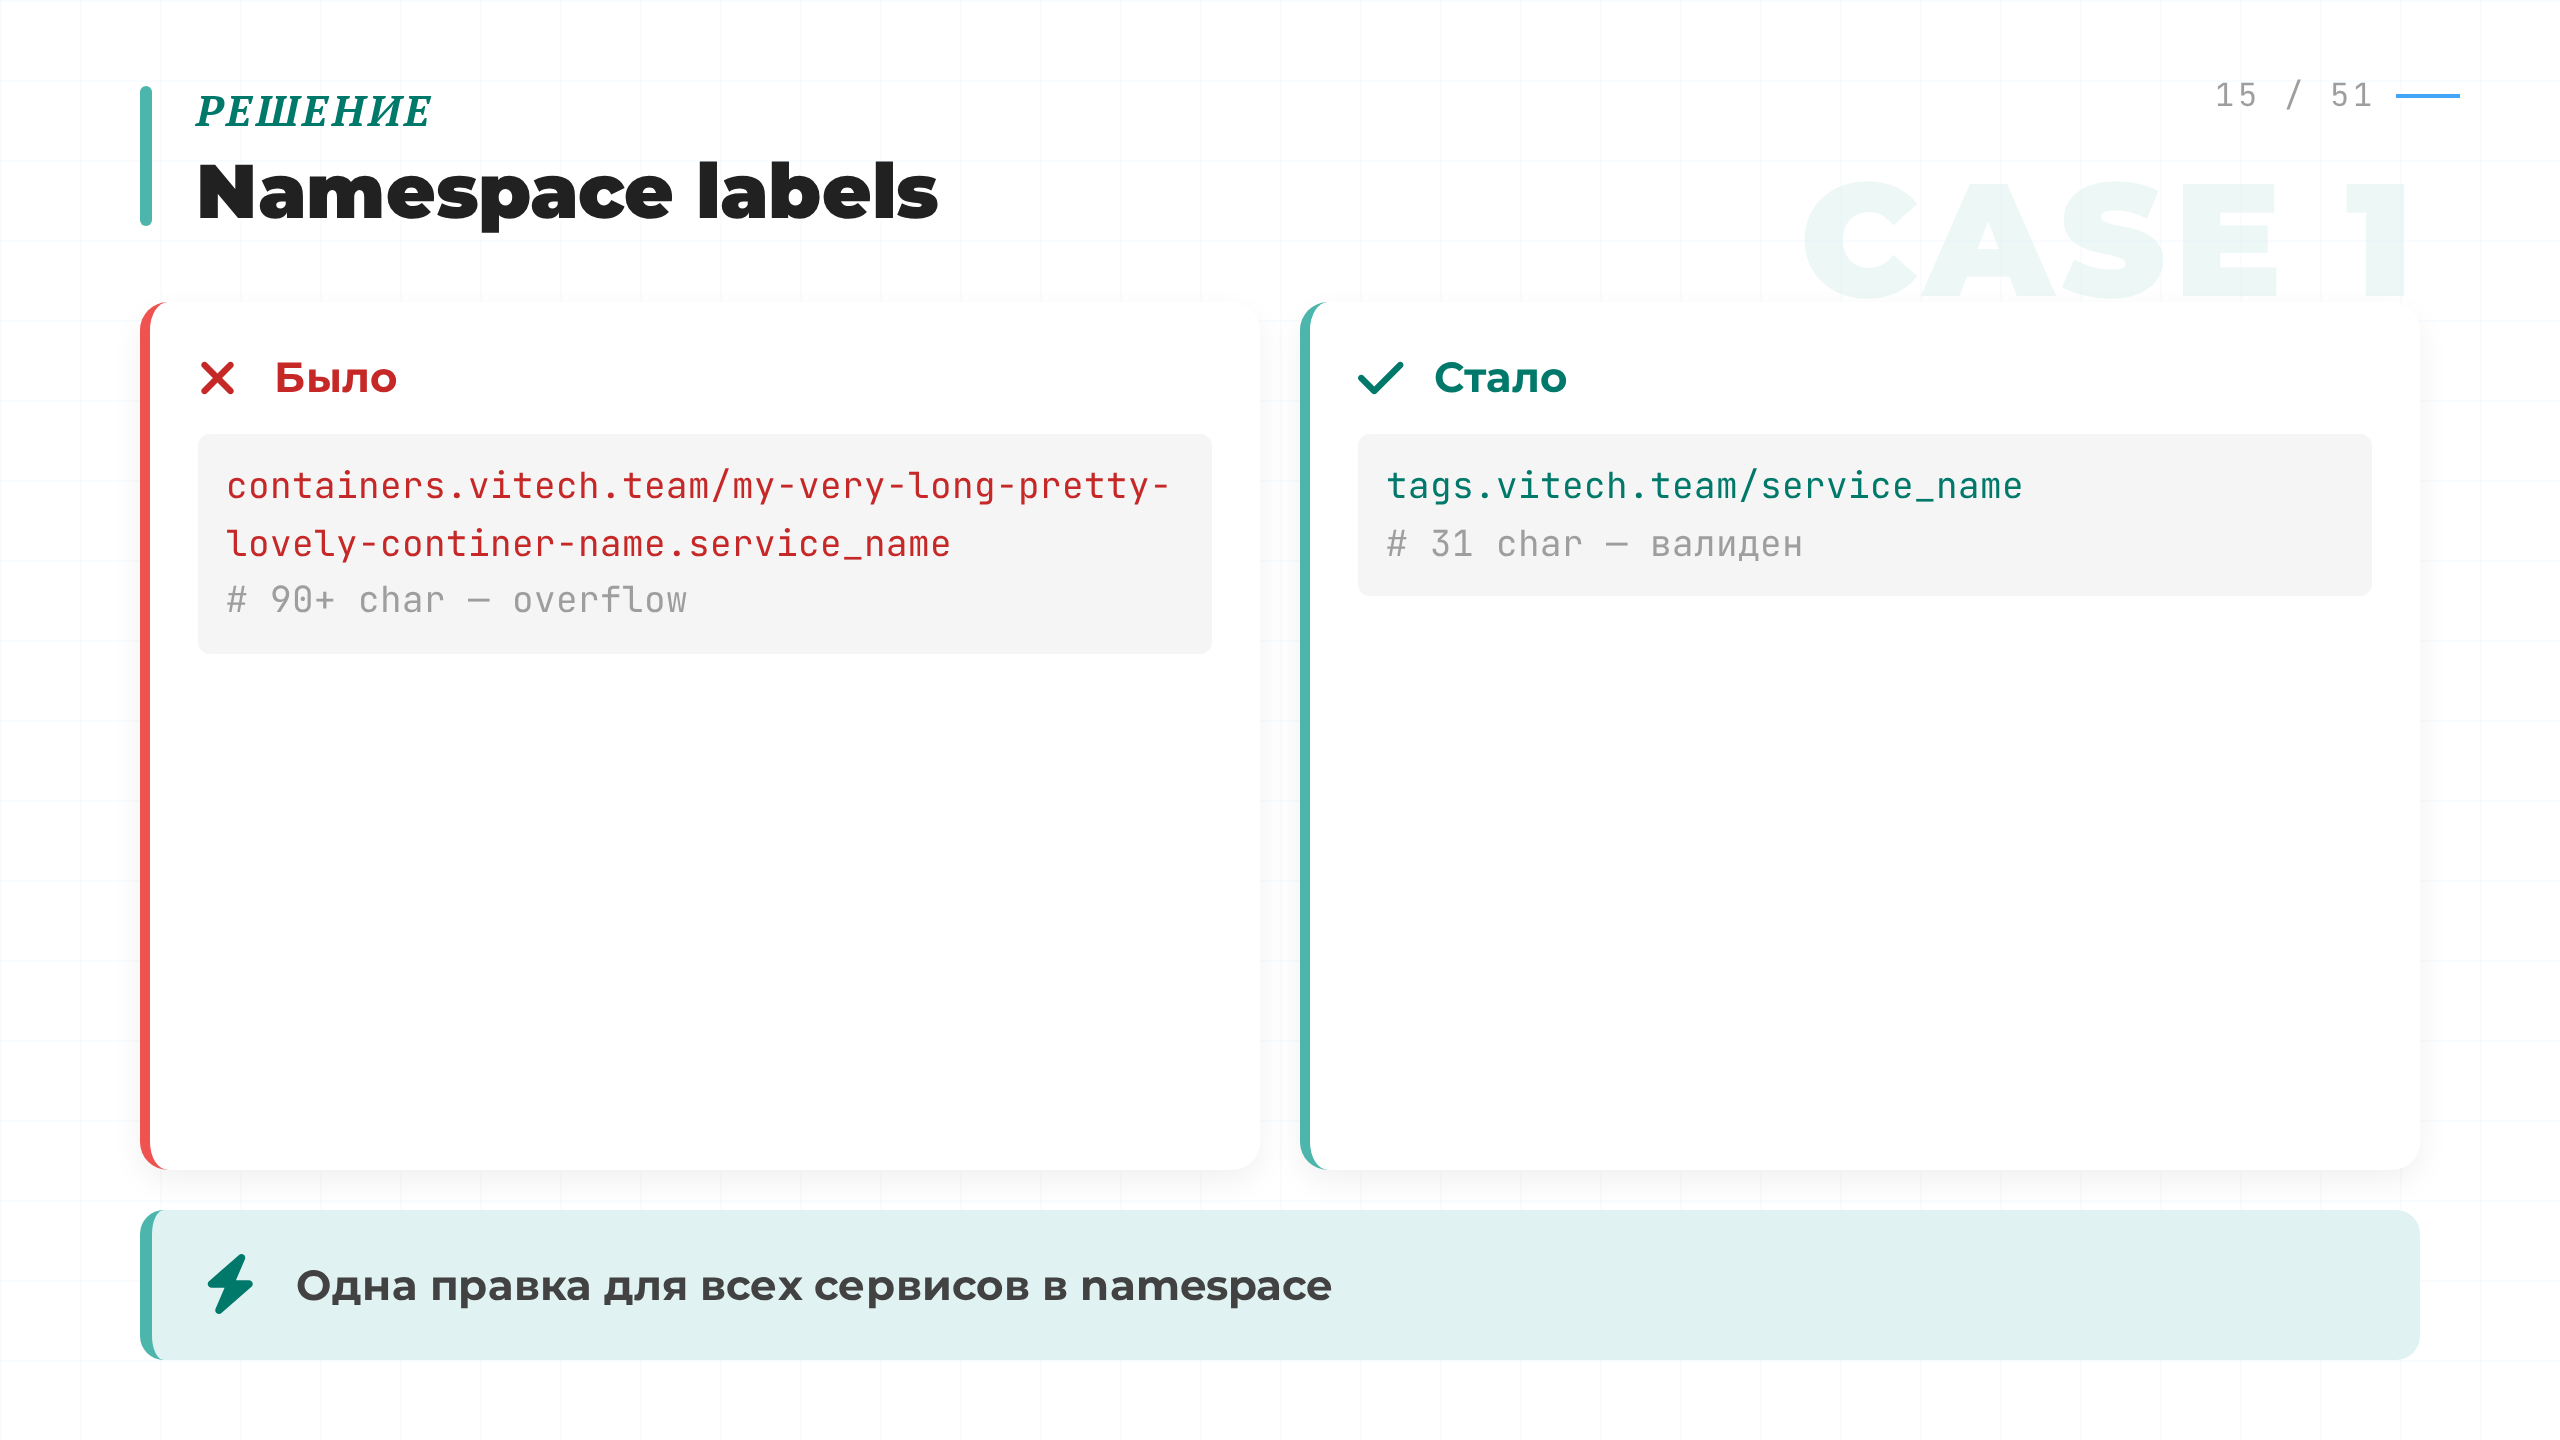 РЕШЕНИЕ
Namespace labels
15 / 51
CASE 1
Было
containers.vitech.team/my-very-long-pretty-
lovely-continer-name.service_name
# 90+ char — overflow
Стало
tags.vitech.team/service_name
# 31 char — валиден
Одна правка для всех сервисов в namespace